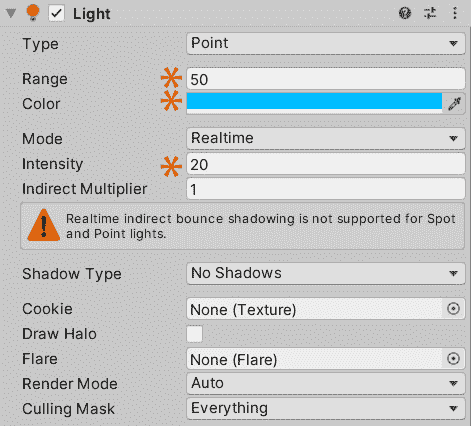 Light
Type Point
Range 50
Color
Mode Realtime
Intensity 20
Indirect Multiplier 1
Realtime indirect bounce shadowing is not supported for Spot
and Point lights.
Shadow Type No Shadows
Cookie None (Texture)
Draw Halo
Flare None (Flare)
Render Mode Auto
Culling Mask Everything